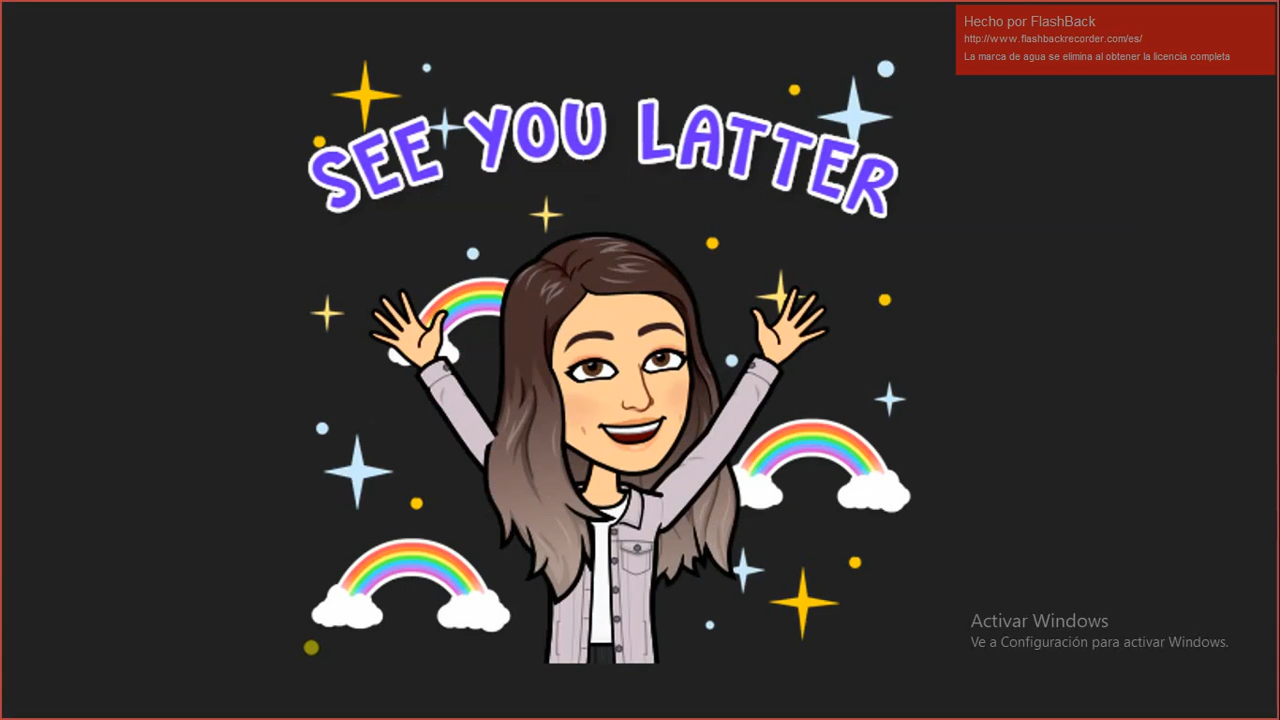 Hecho por FlashBack
http://www.flashbackrecorder.com/es/
La marca de agua se elimina al obtener la licencia completa
SEE YOU LATTER
Activar Windows
Ve a Configuración para activar Windows.